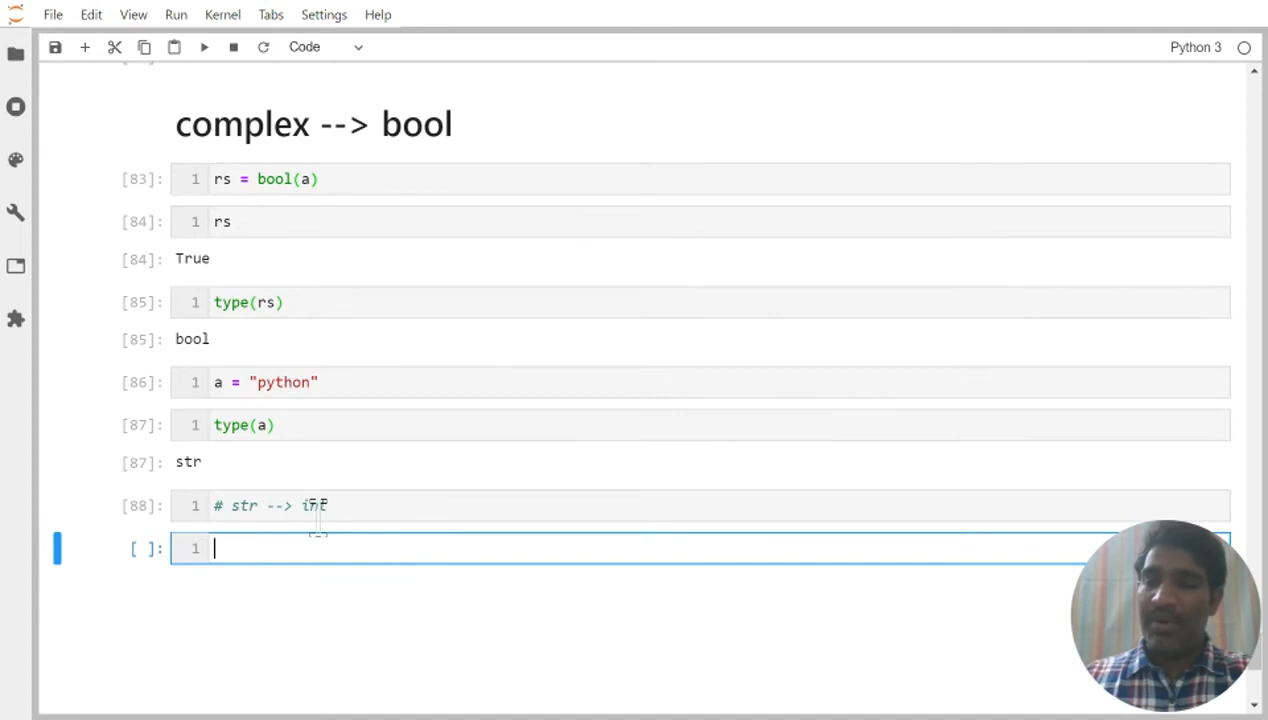 File Edit View Run Kernel Tabs Settings Help
Code Python 3
complex --> bool
[83]: 1 rs = bool(a)
[84]: 1 rs
[84]: True
[85]: 1 type(rs)
[85]: bool
[86]: 1 a = "python"
[87]: 1 type(a)
[87]: str
[88]: 1 # str --> int
[ ]: 1